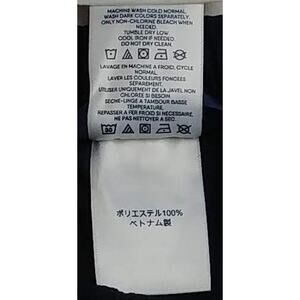 MACHINE WASH COLD NORMAL.
WASH DARK COLORS SEPARATELY.
ONLY NON-CHLORINE BLEACH WHEN
NEEDED.
TUMBLE DRY LOW.
COOL IRON IF NEEDED.
DO NOT DRY CLEAN.
LAVAGE EN MACHINE A FROID, CYCLE
NORMAL.
LAVER LES COULEURS FONCEES
SEPAREMENT.
UTILISER UNIQUEMENT DE LA JAVEL NON
CHLOREE SI BESOIN
SECHE-LINGE A TAMBOUR BASSE
TEMPERATURE.
REPASSER A FER FROID SI NECESSAIRE.
NE PAS NETTOYER A SEC.
ポリエステル100%
ベトナム製